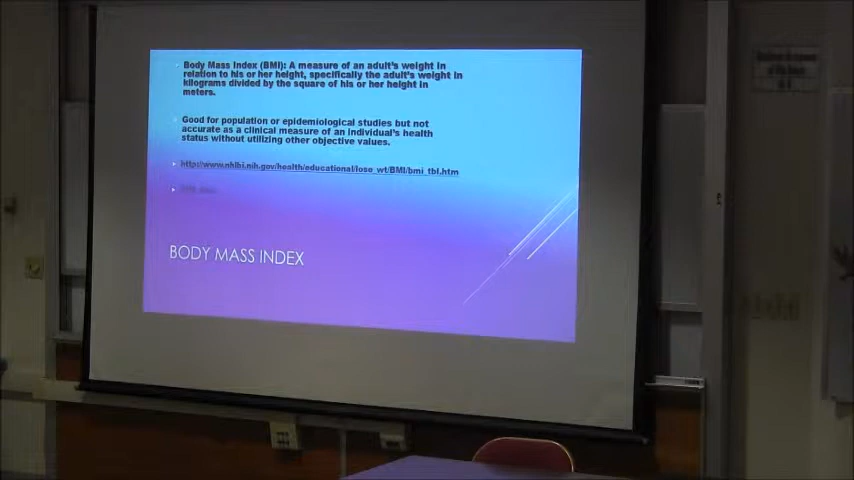 Body Mass Index (BMI): A measure of an adult's weight in
relation to his or her height, specifically the adult's weight in
kilograms divided by the square of his or her height in
meters.
Good for population or epidemiological studies but not
accurate as a clinical measure of an individual's health
status without utilizing other objective values.
http://www.nhlbi.nih.gov/health/educational/lose_wt/BMI/bmi_tbl.htm
BODY MASS INDEX